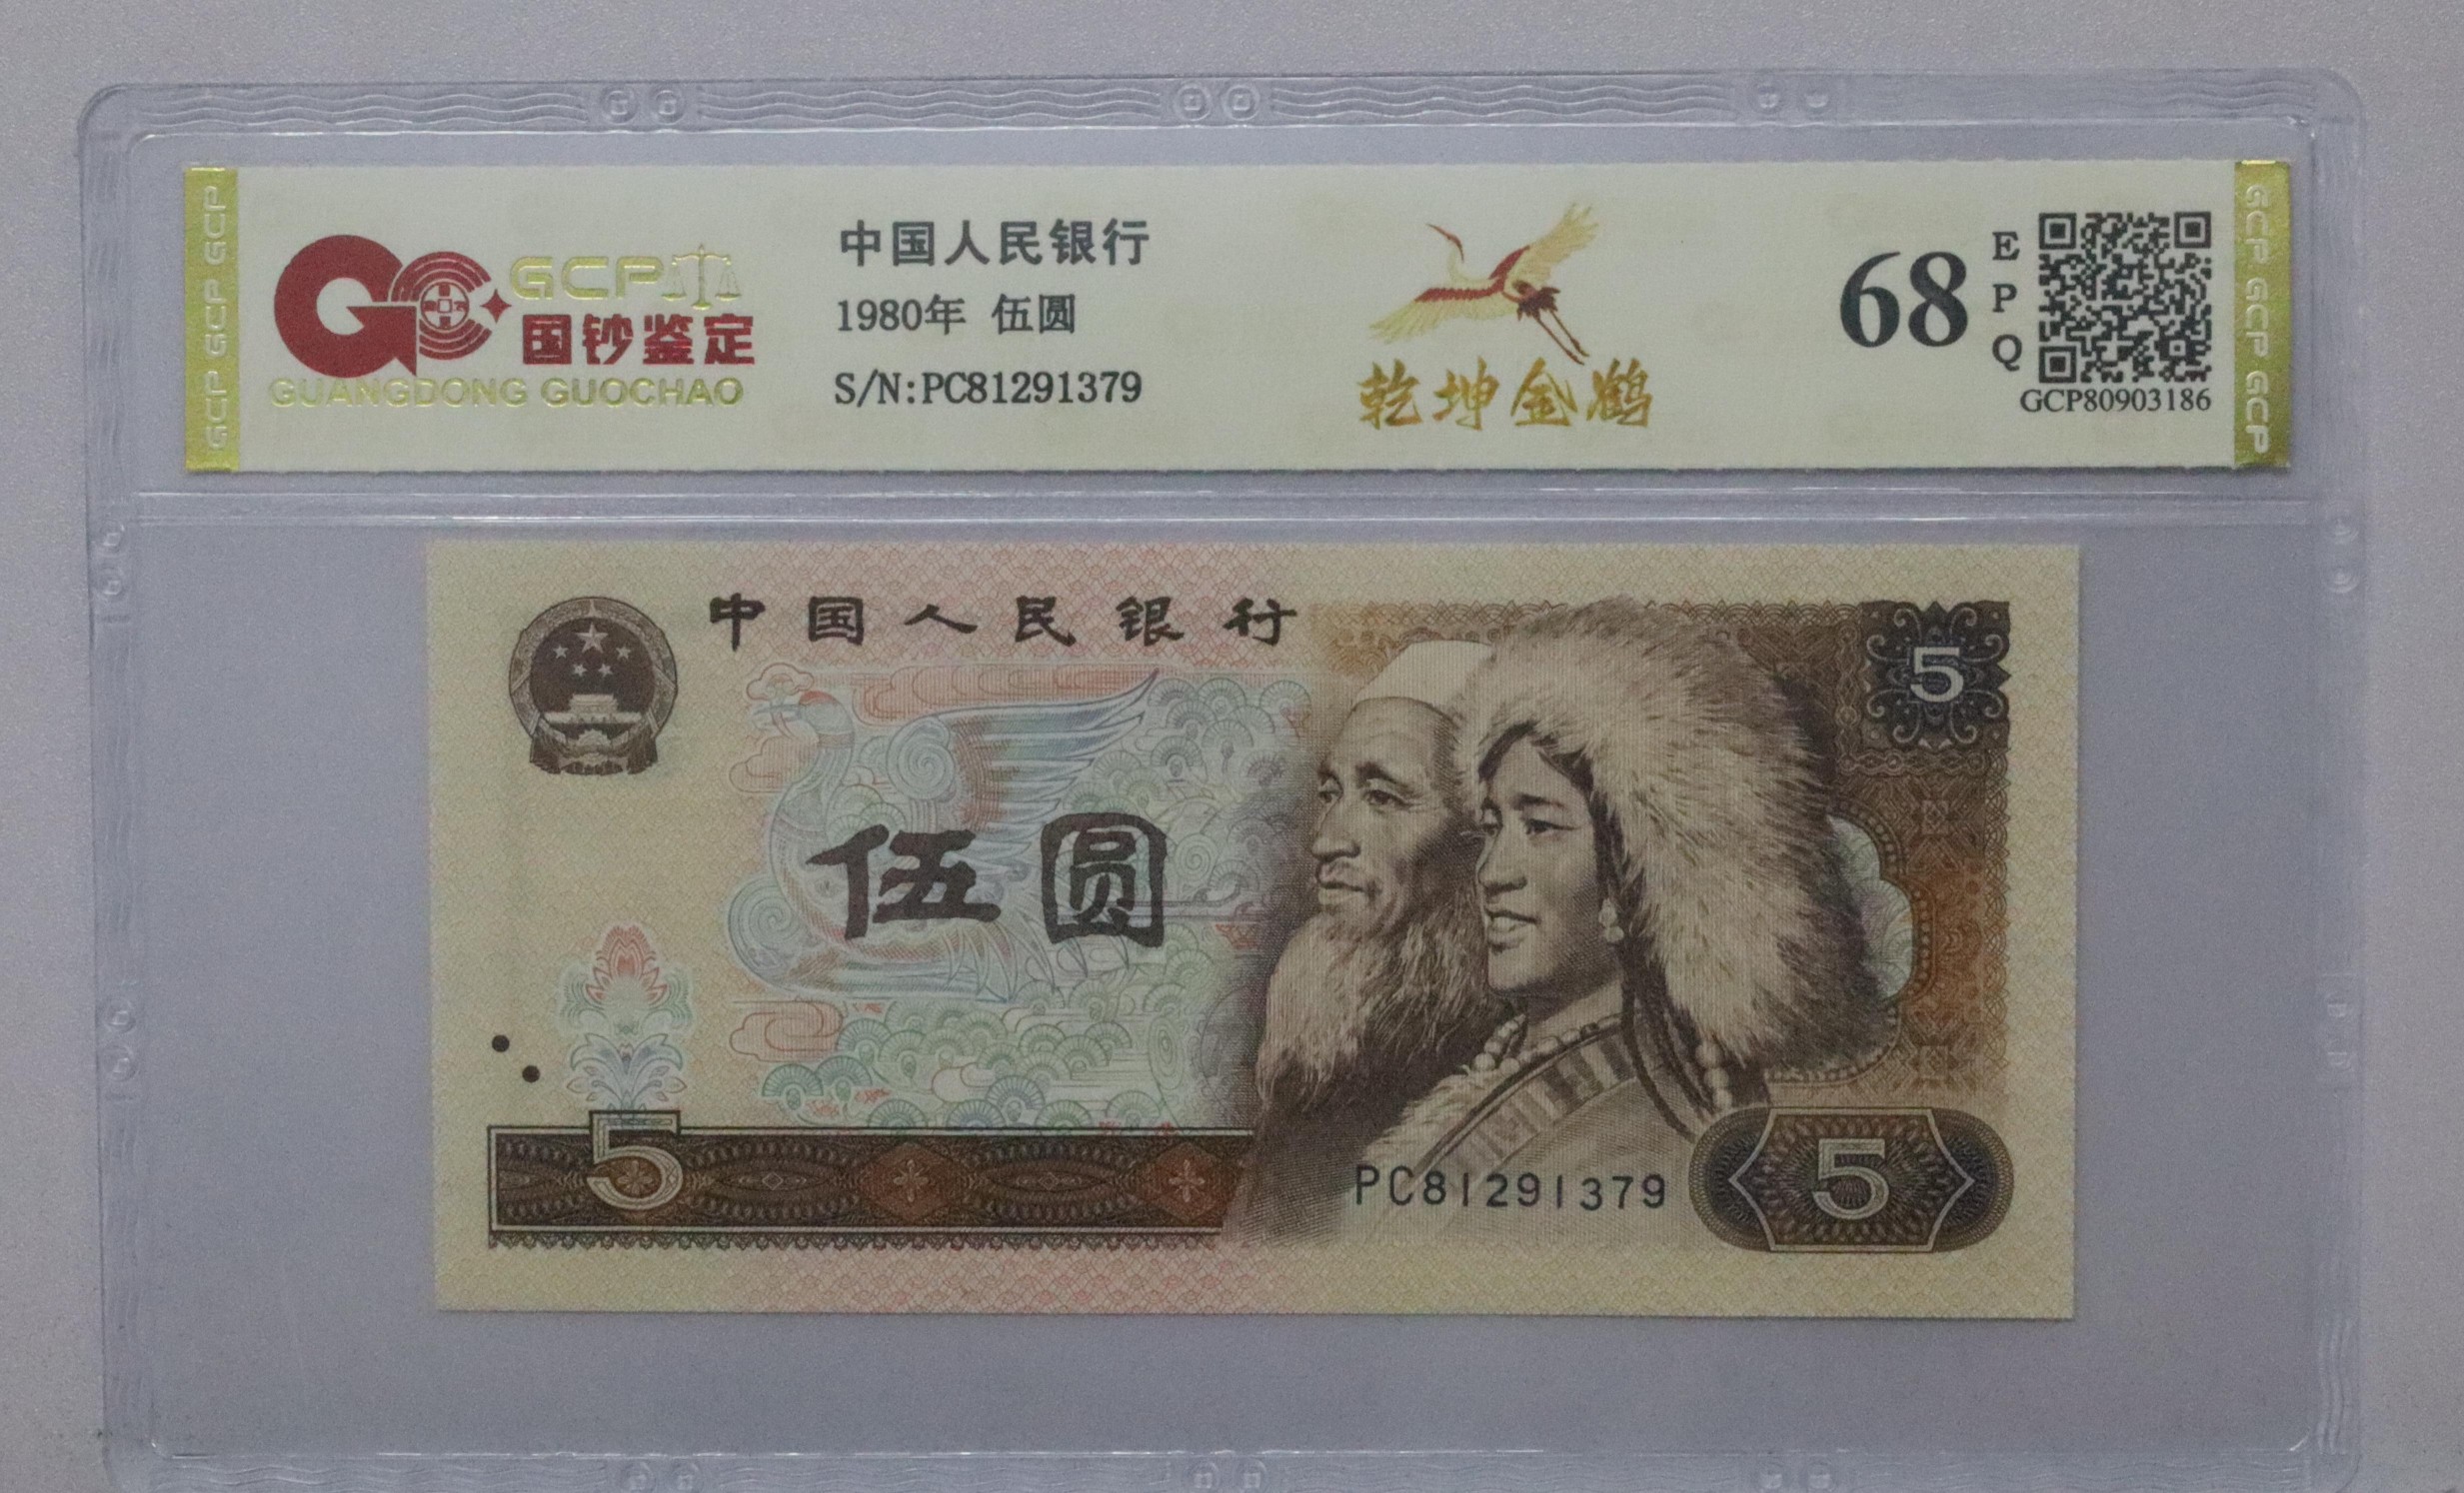 GCP GCP GCP
GCP
国钞鉴定
GUANGDONG GUOCHAO
中国人民银行
1980年 伍圆
S/N:PC81291379
乾坤金鹤
68
E
P
Q
GCP80903186
GCP GCP GCP
中国人民银行
5
伍圆
5
PC81291379
5